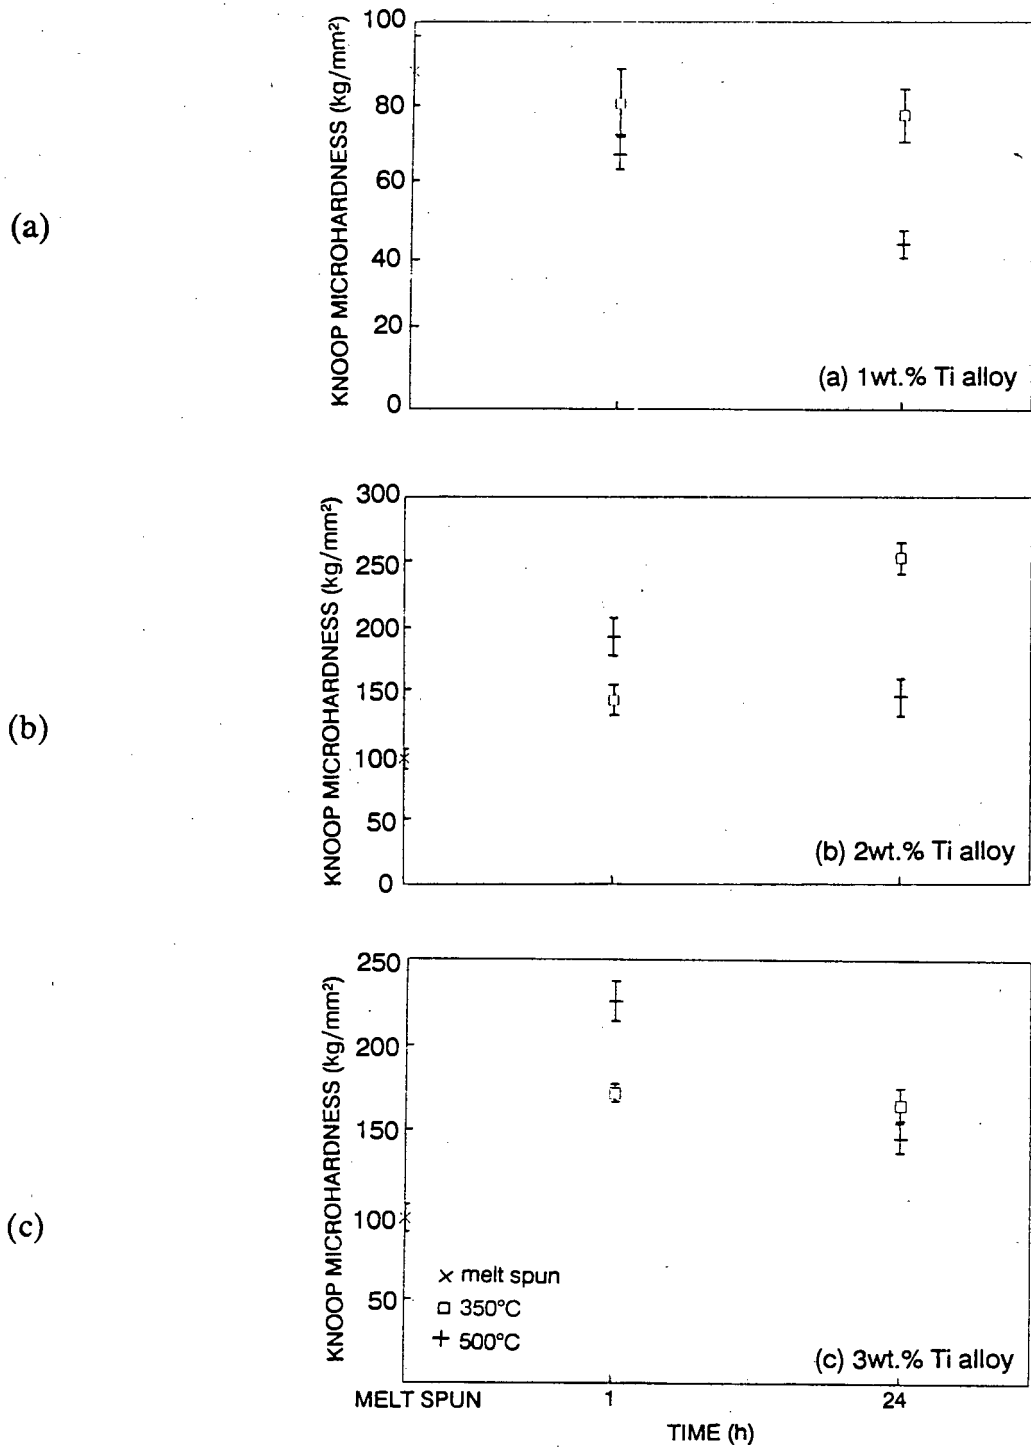 (a)
KNOOP MICROHARDNESS (kg/mm²)
100
80
60
40
20
0
(a) 1wt.% Ti alloy
(b)
KNOOP MICROHARDNESS (kg/mm²)
300
250
200
150
100
50
0
(b) 2wt.% Ti alloy
(c)
KNOOP MICROHARDNESS (kg/mm²)
250
200
150
100
50
× melt spun
□ 350°C
+ 500°C
(c) 3wt.% Ti alloy
MELT SPUN
1
24
TIME (h)